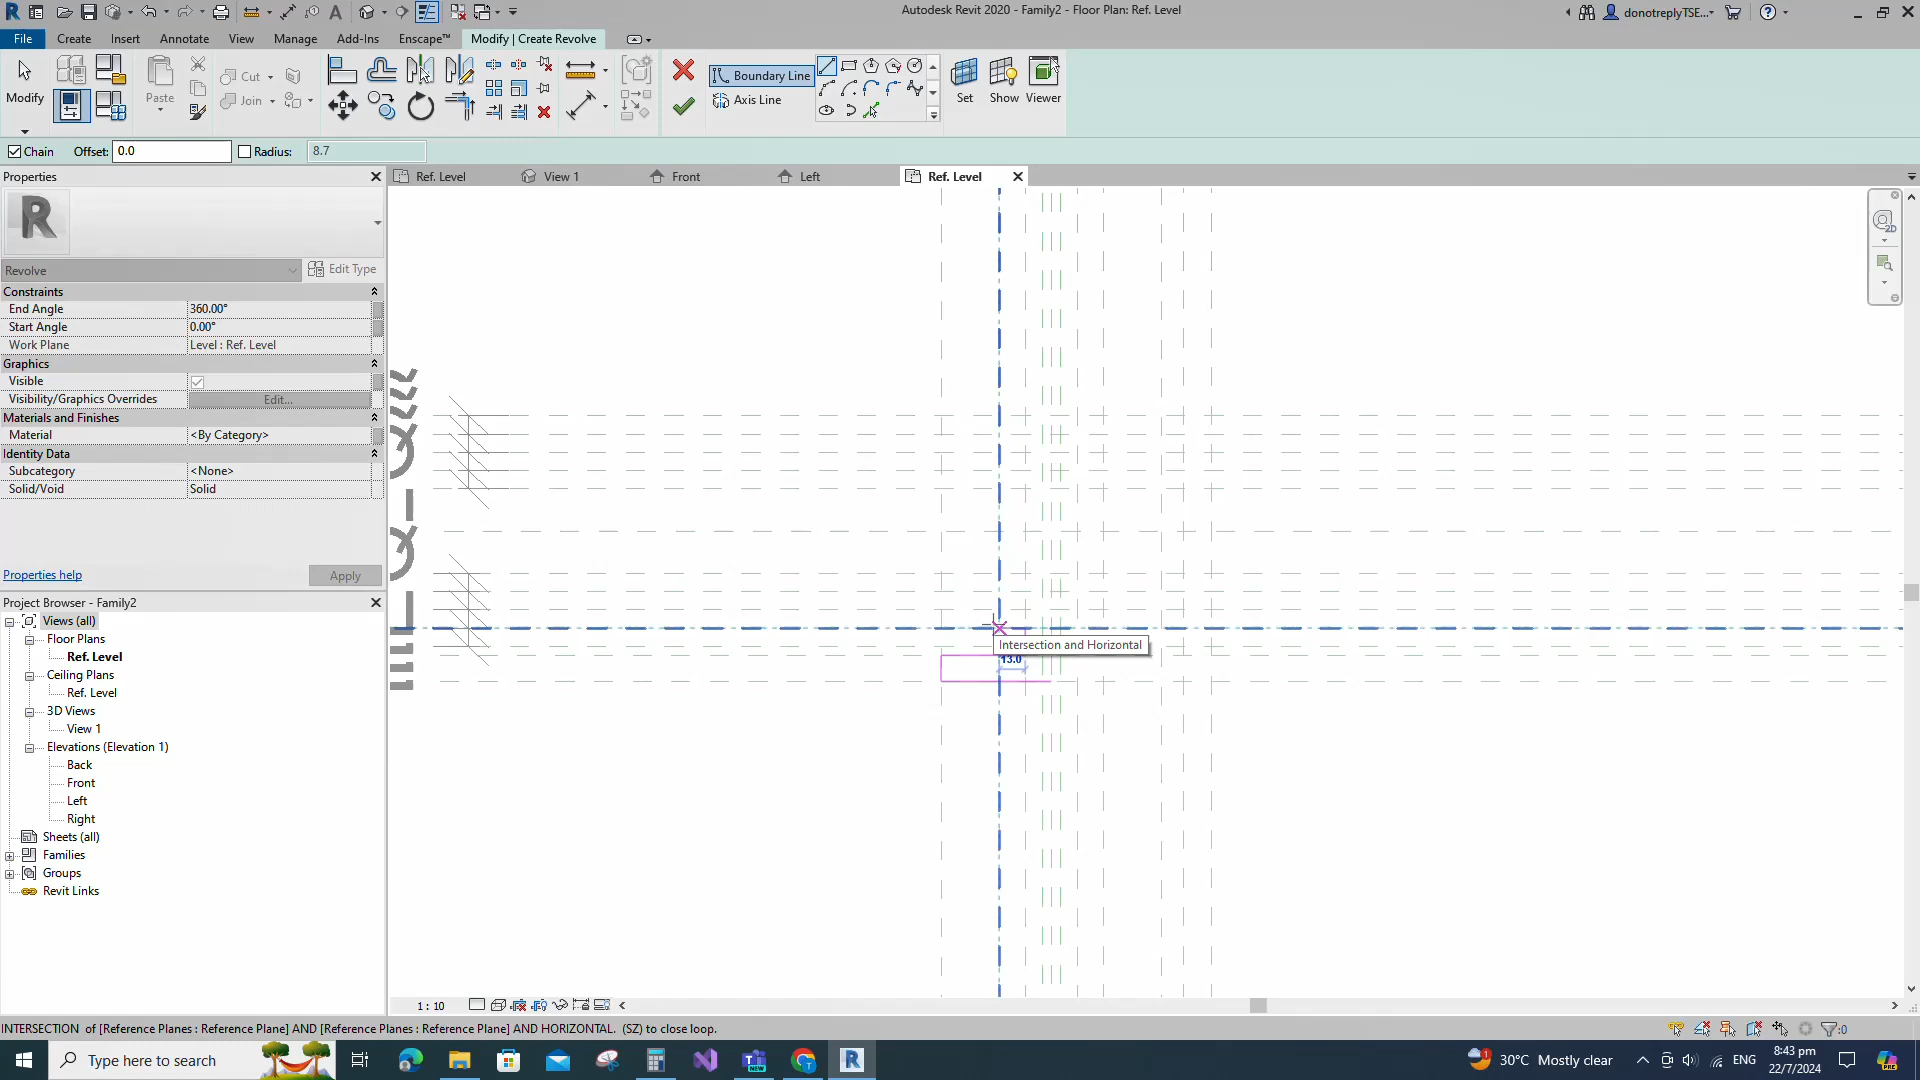 Autodesk Revit 2020 - Family2 - Floor Plan: Ref. Level
donotreplyTSE...
File
Create
Insert
Annotate
View
Manage
Add-Ins
Enscape™
Modify | Create Revolve
Modify
Paste
Cut
Join
Boundary Line
Axis Line
Set
Show
Viewer
Chain
Offset:
0.0
Radius:
8.7
Properties
Ref. Level
View 1
Front
Left
Ref. Level
Revolve
Edit Type
Constraints
End Angle
360.00°
Start Angle
0.00°
Work Plane
Level : Ref. Level
Graphics
Visible
Visibility/Graphics Overrides
Edit...
Materials and Finishes
Material
<By Category>
Identity Data
Subcategory
<None>
Solid/Void
Solid
Properties help
Apply
Project Browser - Family2
Views (all)
Floor Plans
Ref. Level
Ceiling Plans
Ref. Level
3D Views
View 1
Elevations (Elevation 1)
Back
Front
Left
Right
Sheets (all)
Families
Groups
Revit Links
Intersection and Horizontal
13.0
2D
1 : 10
INTERSECTION of [Reference Planes : Reference Plane] AND [Reference Planes : Reference Plane] AND HORIZONTAL. (SZ) to close loop.
:0
Type here to search
NEW
30°C Mostly clear
ENG
8:43 pm
22/7/2024
PRE